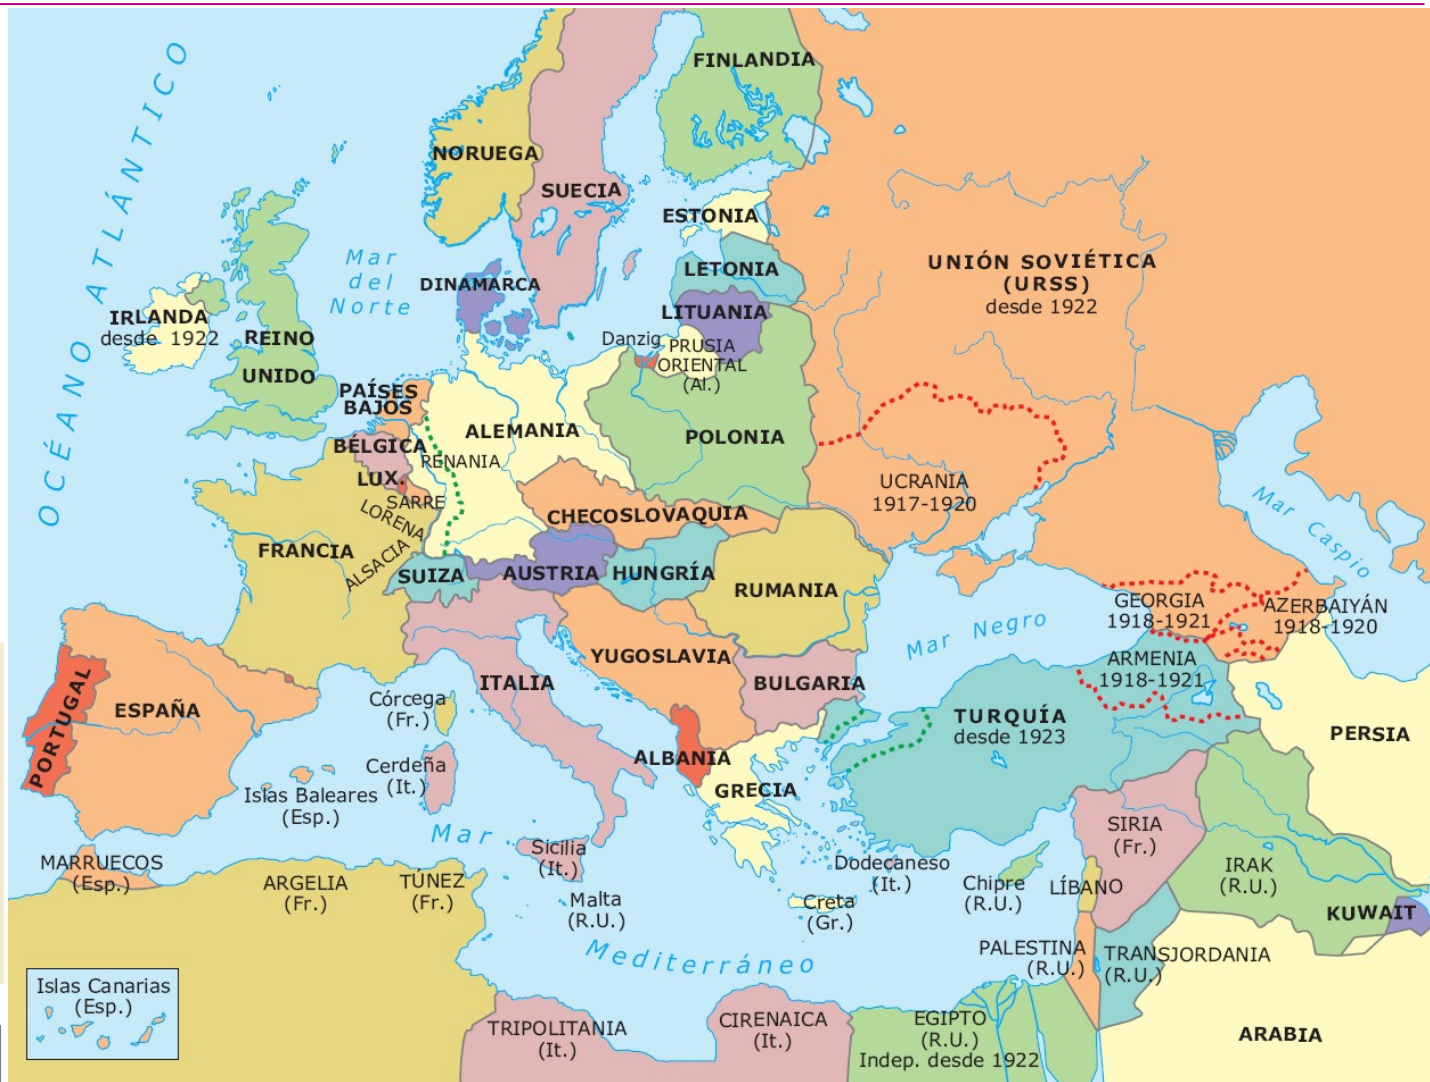 OCÉANO ATLÁNTICO
FINLANDIA
NORUEGA
SUECIA
ESTONIA
LETONIA
LITUANIA
UNIÓN SOVIÉTICA
(URSS)
desde 1922
Mar
del
Norte
DINAMARCA
IRLANDA
desde 1922
REINO
UNIDO
Danzig
PRUSIA
ORIENTAL
(Al.)
PAÍSES
BAJOS
BÉLGICA
LUX.
ALEMANIA
RENANIA
SARRE
LORENA
ALSACIA
POLONIA
UCRANIA
1917-1920
CHECOSLOVAQUIA
FRANCIA
SUIZA
AUSTRIA
HUNGRÍA
RUMANIA
Mar Caspio
Mar Negro
GEORGIA
1918-1921
AZERBAIYÁN
1918-1920
ARMENIA
1918-1921
PORTUGAL
ESPAÑA
ITALIA
YUGOSLAVIA
BULGARIA
Córcega
(Fr.)
Cerdeña
(It.)
Islas Baleares
(Esp.)
ALBANIA
GRECIA
TURQUÍA
desde 1923
PERSIA
Mar
Mediterráneo
MARRUECOS
(Esp.)
ARGELIA
(Fr.)
TÚNEZ
(Fr.)
Sicilia
(It.)
Malta
(R.U.)
Creta
(Gr.)
Dodecaneso
(It.)
Chipre
(R.U.)
LÍBANO
SIRIA
(Fr.)
IRAK
(R.U.)
KUWAIT
PALESTINA
(R.U.)
TRANSJORDANIA
(R.U.)
ARABIA
Islas Canarias
(Esp.)
TRIPOLITANIA
(It.)
CIRENAICA
(It.)
EGIPTO
(R.U.)
Indep. desde 1922